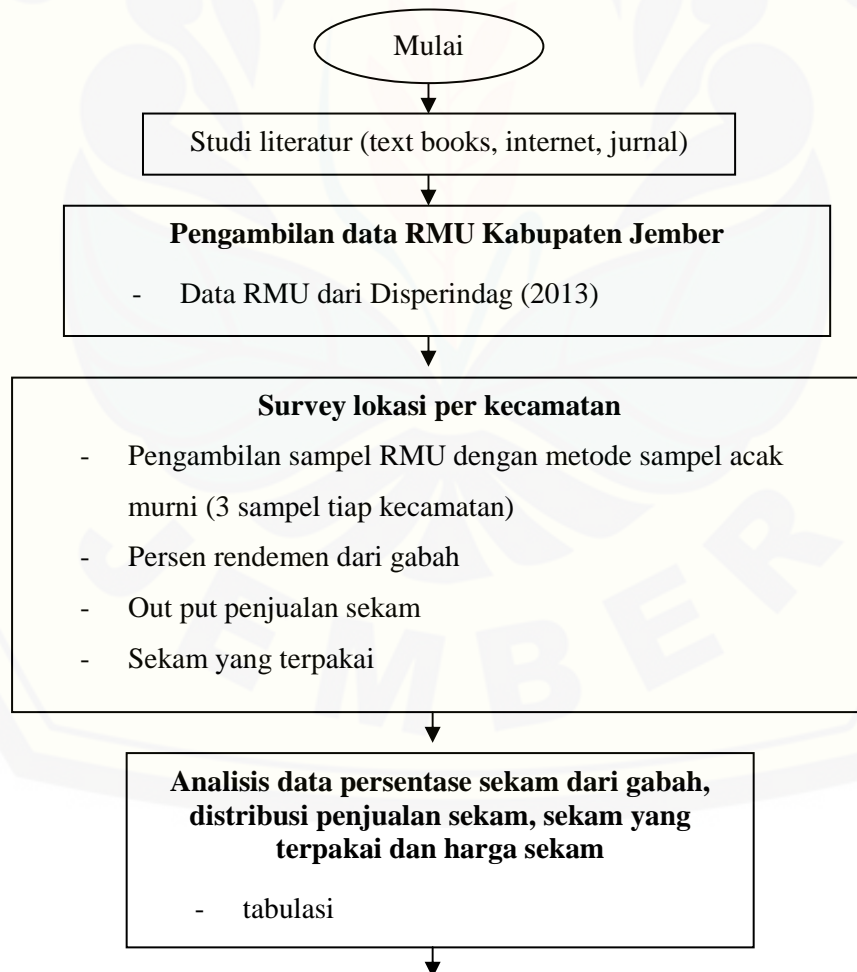 Mulai
Studi literatur (text books, internet, jurnal)
Pengambilan data RMU Kabupaten Jember
- Data RMU dari Disperindag (2013)
Survey lokasi per kecamatan
- Pengambilan sampel RMU dengan metode sampel acak
murni (3 sampel tiap kecamatan)
- Persen rendemen dari gabah
- Out put penjualan sekam
- Sekam yang terpakai
Analisis data persentase sekam dari gabah,
distribusi penjualan sekam, sekam yang
terpakai dan harga sekam
- tabulasi
JEMBER